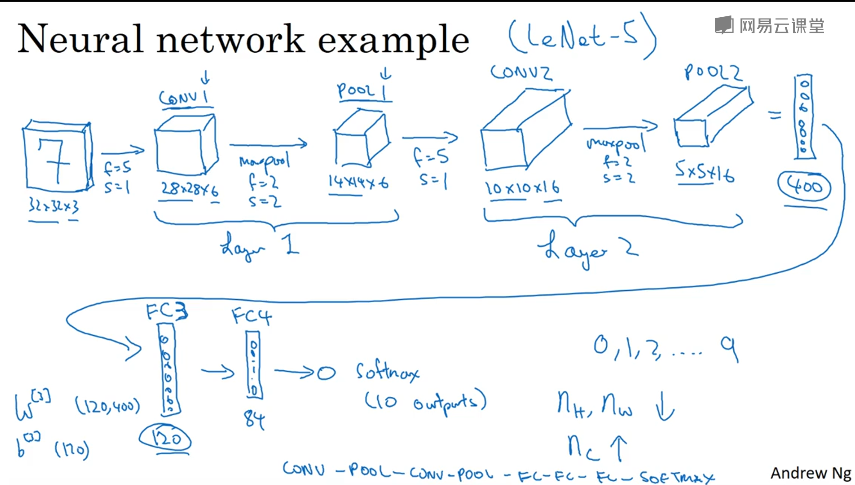 Neural network example (LeNet-5)
网易云课堂
CONV1
POOL1
CONV2
POOL2
7
f=5
s=1
maxpool
f=2
s=2
f=5
s=1
maxpool
f=2
s=2
=
32×32×3
28×28×6
14×14×6
10×10×16
5×5×16
400
Layer 1
Layer 2
FC3
FC4
softmax
(10 outputs)
0,1,2,.... 9
W[3] (120,400)
b[3] (120)
120
84
nH, nW ↓
nC ↑
CONV-POOL-CONV-POOL-FC-FC-FC-SOFTMAX
Andrew Ng